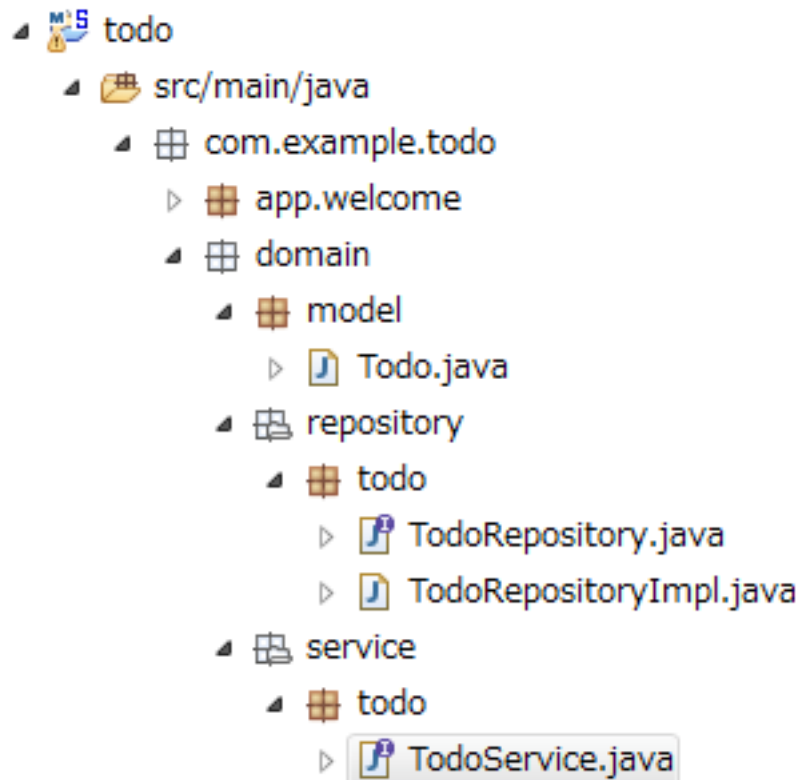 todo
src/main/java
com.example.todo
app.welcome
domain
model
Todo.java
repository
todo
TodoRepository.java
TodoRepositoryImpl.java
service
todo
TodoService.java